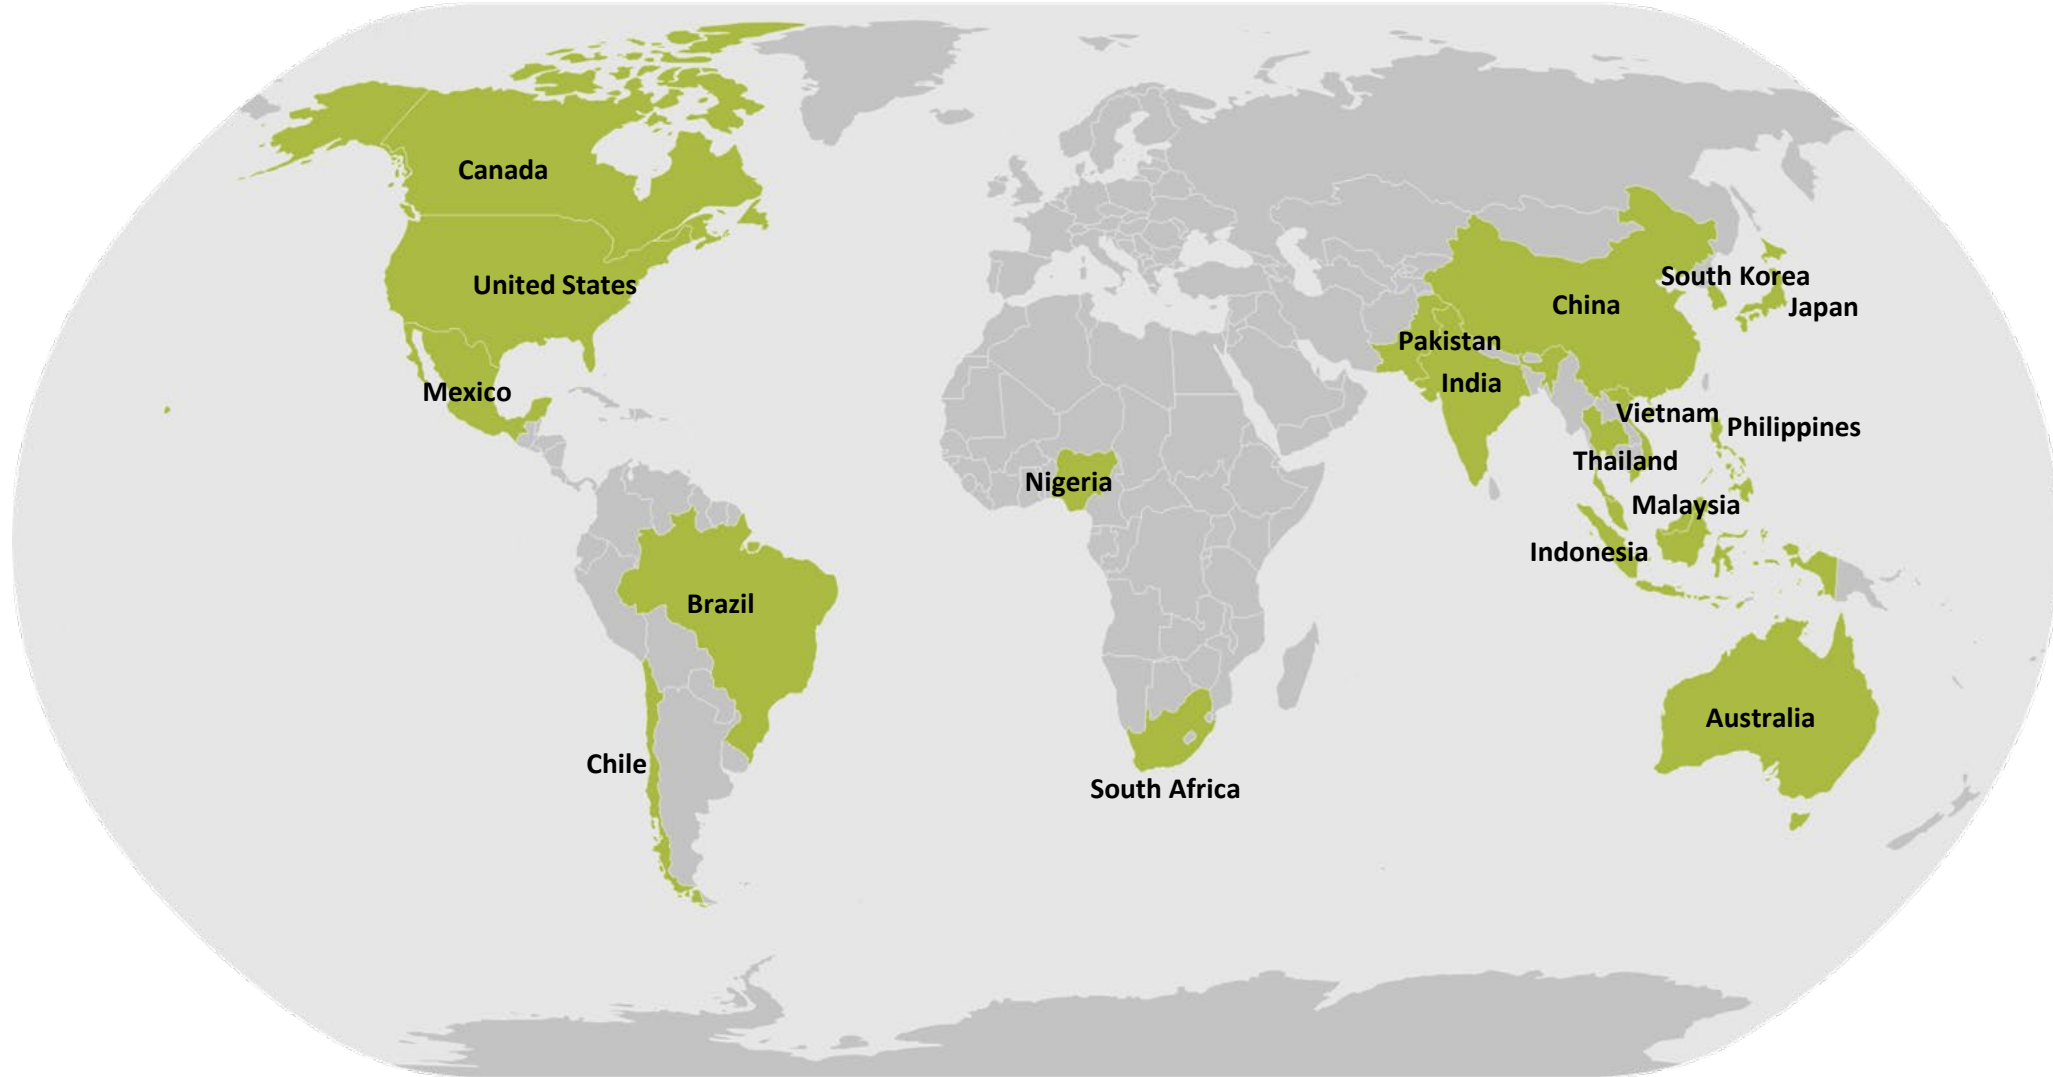 Canada
United States
South Korea
China
Japan
Pakistan
India
Mexico
Vietnam
Philippines
Thailand
Nigeria
Malaysia
Indonesia
Brazil
Australia
Chile
South Africa